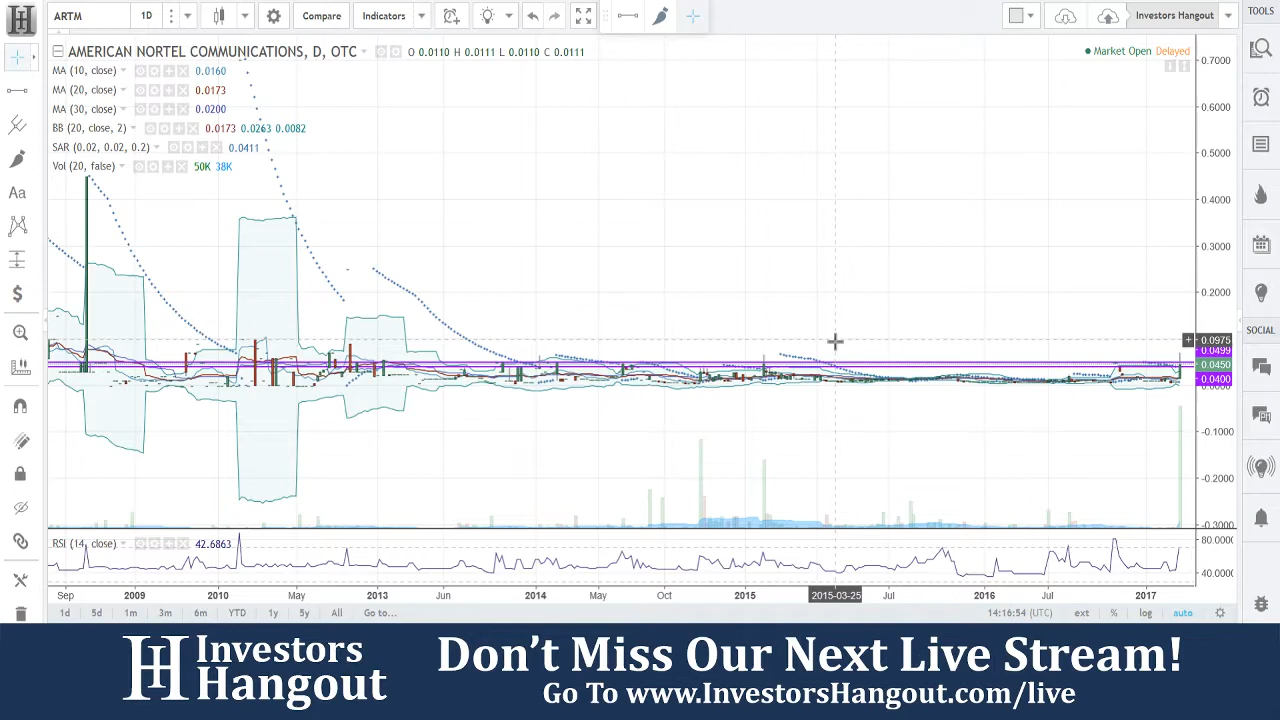 ARTM 1D Compare Indicators Investors Hangout TOOLS
AMERICAN NORTEL COMMUNICATIONS, D, OTC O 0.0110 H 0.0111 L 0.0110 C 0.0111 Market Open Delayed
MA (10, close) 0.0160
MA (20, close) 0.0173
MA (30, close) 0.0200
BB (20, close, 2) 0.0173 0.0263 0.0082
SAR (0.02, 0.02, 0.2) 0.0411
Vol (20, false) 50K 38K
0.7000
0.6000
0.5000
0.4000
0.3000
0.2000
0.0975
0.0499
0.0450
0.0400
-0.1000
-0.2000
-0.3000
SOCIAL
RSI (14, close) 42.6863
80.0000
40.0000
Sep 2009 2010 May 2013 Jun 2014 May Oct 2015 2015-03-25 Jul 2016 Jul 2017
1d 5d 1m 3m 6m YTD 1y 5y All Go to... 14:16:54 (UTC) ext % log auto
Aa
$
IH Investors
Hangout
Don't Miss Our Next Live Stream!
Go To www.InvestorsHangout.com/live